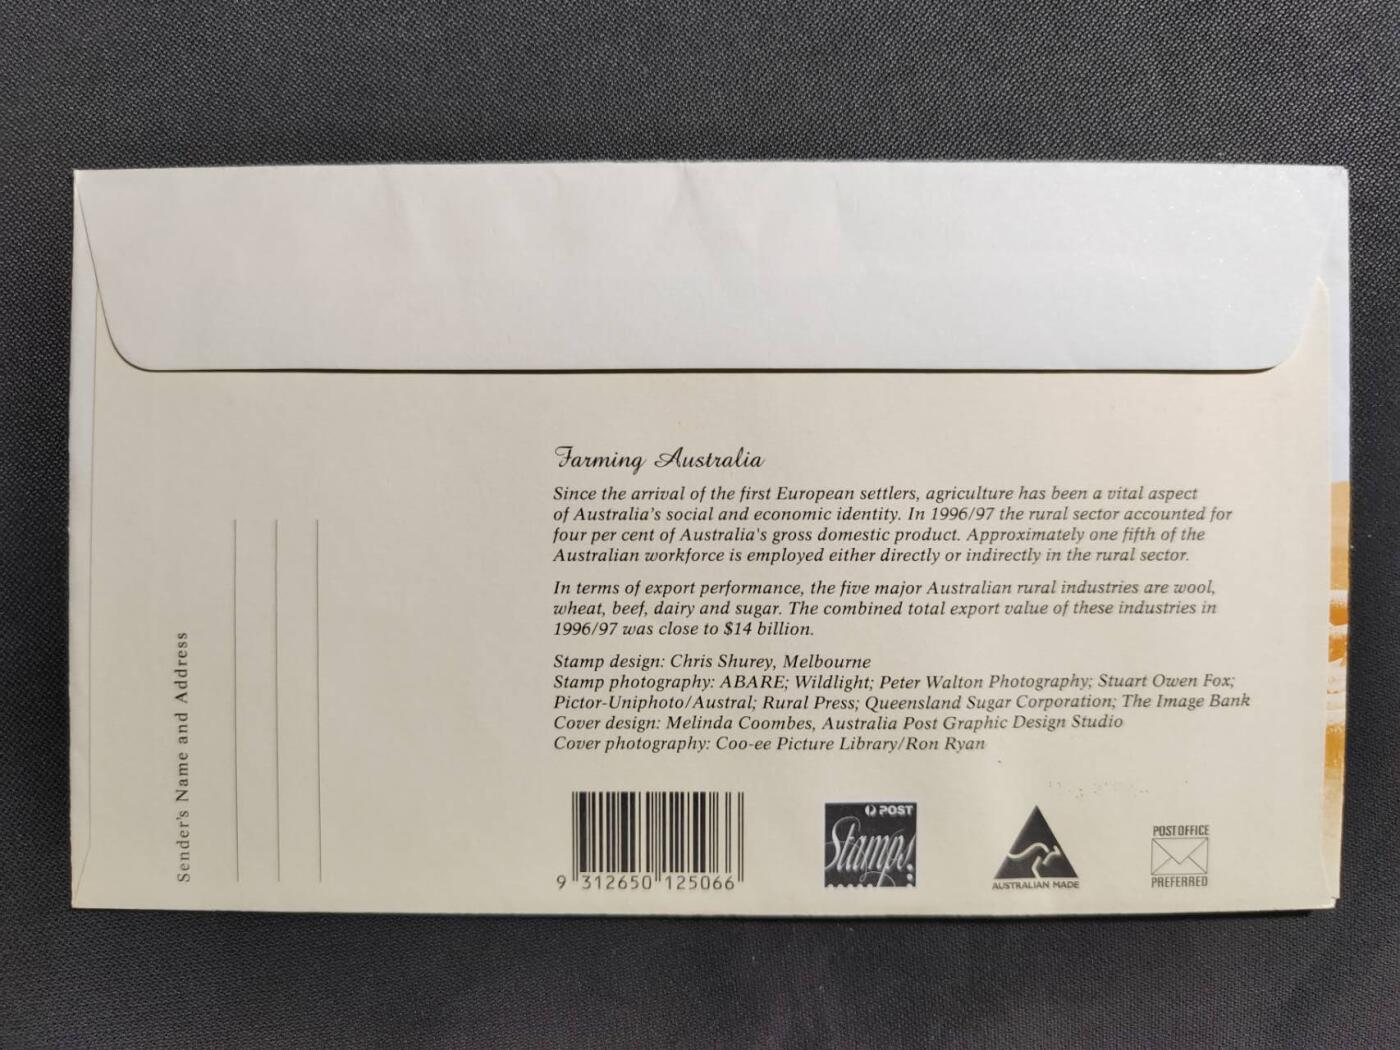 Farming Australia
Since the arrival of the first European settlers, agriculture has been a vital aspect
of Australia's social and economic identity. In 1996/97 the rural sector accounted for
four per cent of Australia's gross domestic product. Approximately one fifth of the
Australian workforce is employed either directly or indirectly in the rural sector.
In terms of export performance, the five major Australian rural industries are wool,
wheat, beef, dairy and sugar. The combined total export value of these industries in
1996/97 was close to $14 billion.
Stamp design: Chris Shurey, Melbourne
Stamp photography: ABARE; Wildlight; Peter Walton Photography; Stuart Owen Fox;
Pictor-Uniphoto/Austral; Rural Press; Queensland Sugar Corporation; The Image Bank
Cover design: Melinda Coombes, Australia Post Graphic Design Studio
Cover photography: Coo-ee Picture Library/Ron Ryan
Sender's Name and Address
9 312650 125066
POST
Stamp!
AUSTRALIAN MADE
POST OFFICE
PREFERRED